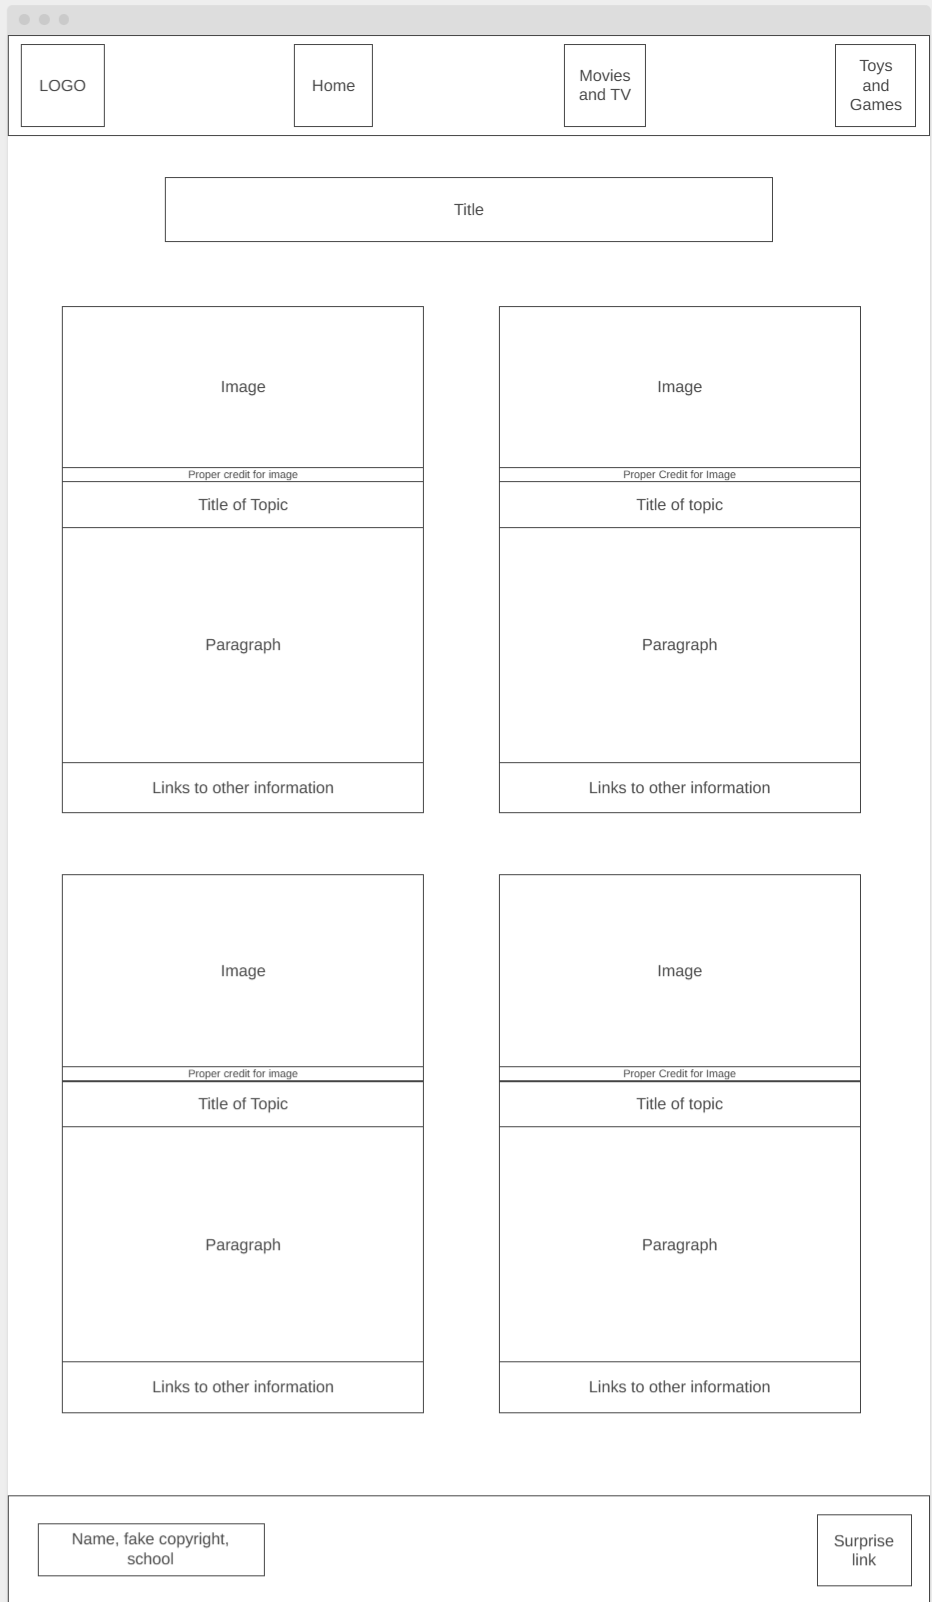 LOGO
Home
Movies
and TV
Toys
and
Games
Title
Image
Proper credit for image
Title of Topic
Paragraph
Links to other information
Image
Proper Credit for Image
Title of topic
Paragraph
Links to other information
Image
Proper credit for image
Title of Topic
Paragraph
Links to other information
Image
Proper Credit for Image
Title of topic
Paragraph
Links to other information
Name, fake copyright,
school
Surprise
link